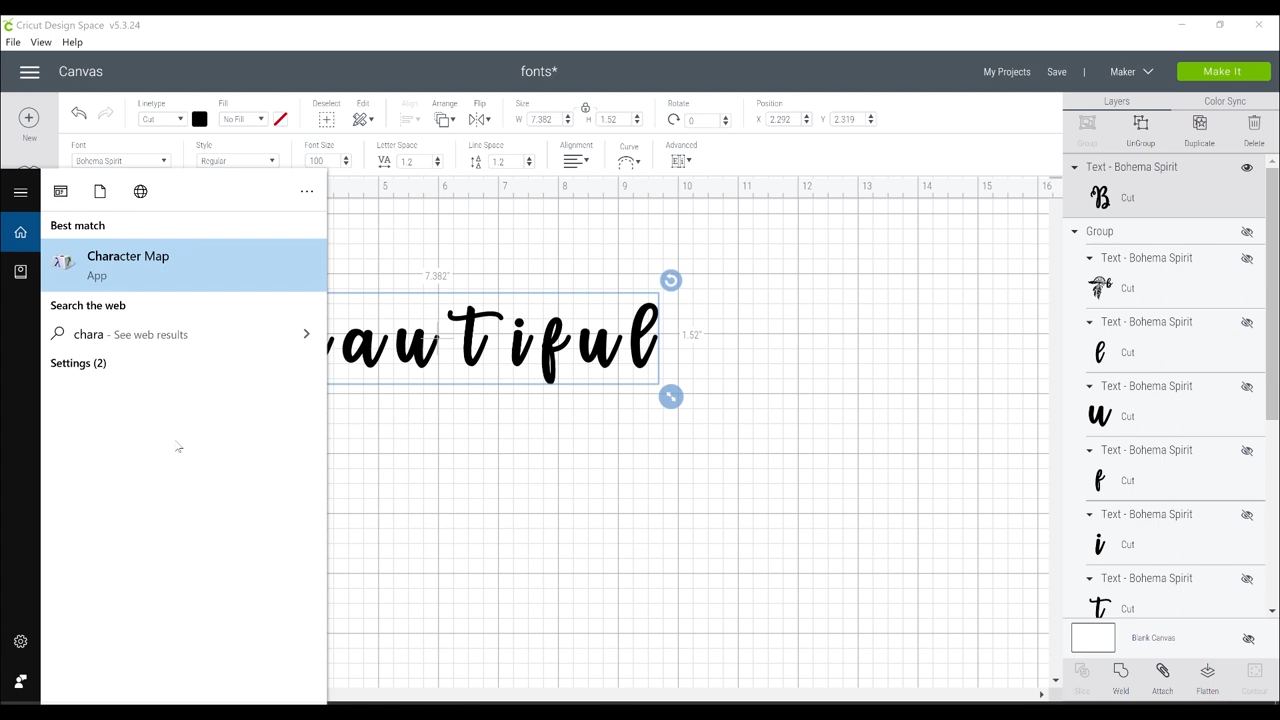 Cricut Design Space v5.3.24
File View Help
Canvas
fonts*
My Projects Save | Maker
Make It
New
Linetype
Cut
Fill
No Fill
Deselect
Edit
Align
Arrange
Flip
Size
W 7.382
H 1.52
Rotate
0
Position
X 2.292
Y 2.319
Font
Bohema Spirit
Style
Regular
Font Size
100
Letter Space
VA 1.2
Line Space
1.2
Alignment
Curve
Advanced
Best match
Character Map
App
Search the web
chara - See web results
Settings (2)
5 6 7 8 9 10 11 12 13 14 15 16
7.382"
autiful
1.52"
Layers
Color Sync
Group
UnGroup
Duplicate
Delete
Text - Bohema Spirit
B Cut
Group
Text - Bohema Spirit
Cut
Text - Bohema Spirit
l Cut
Text - Bohema Spirit
u Cut
Text - Bohema Spirit
f Cut
Text - Bohema Spirit
i Cut
Text - Bohema Spirit
t Cut
Blank Canvas
Slice
Weld
Attach
Flatten
Contour